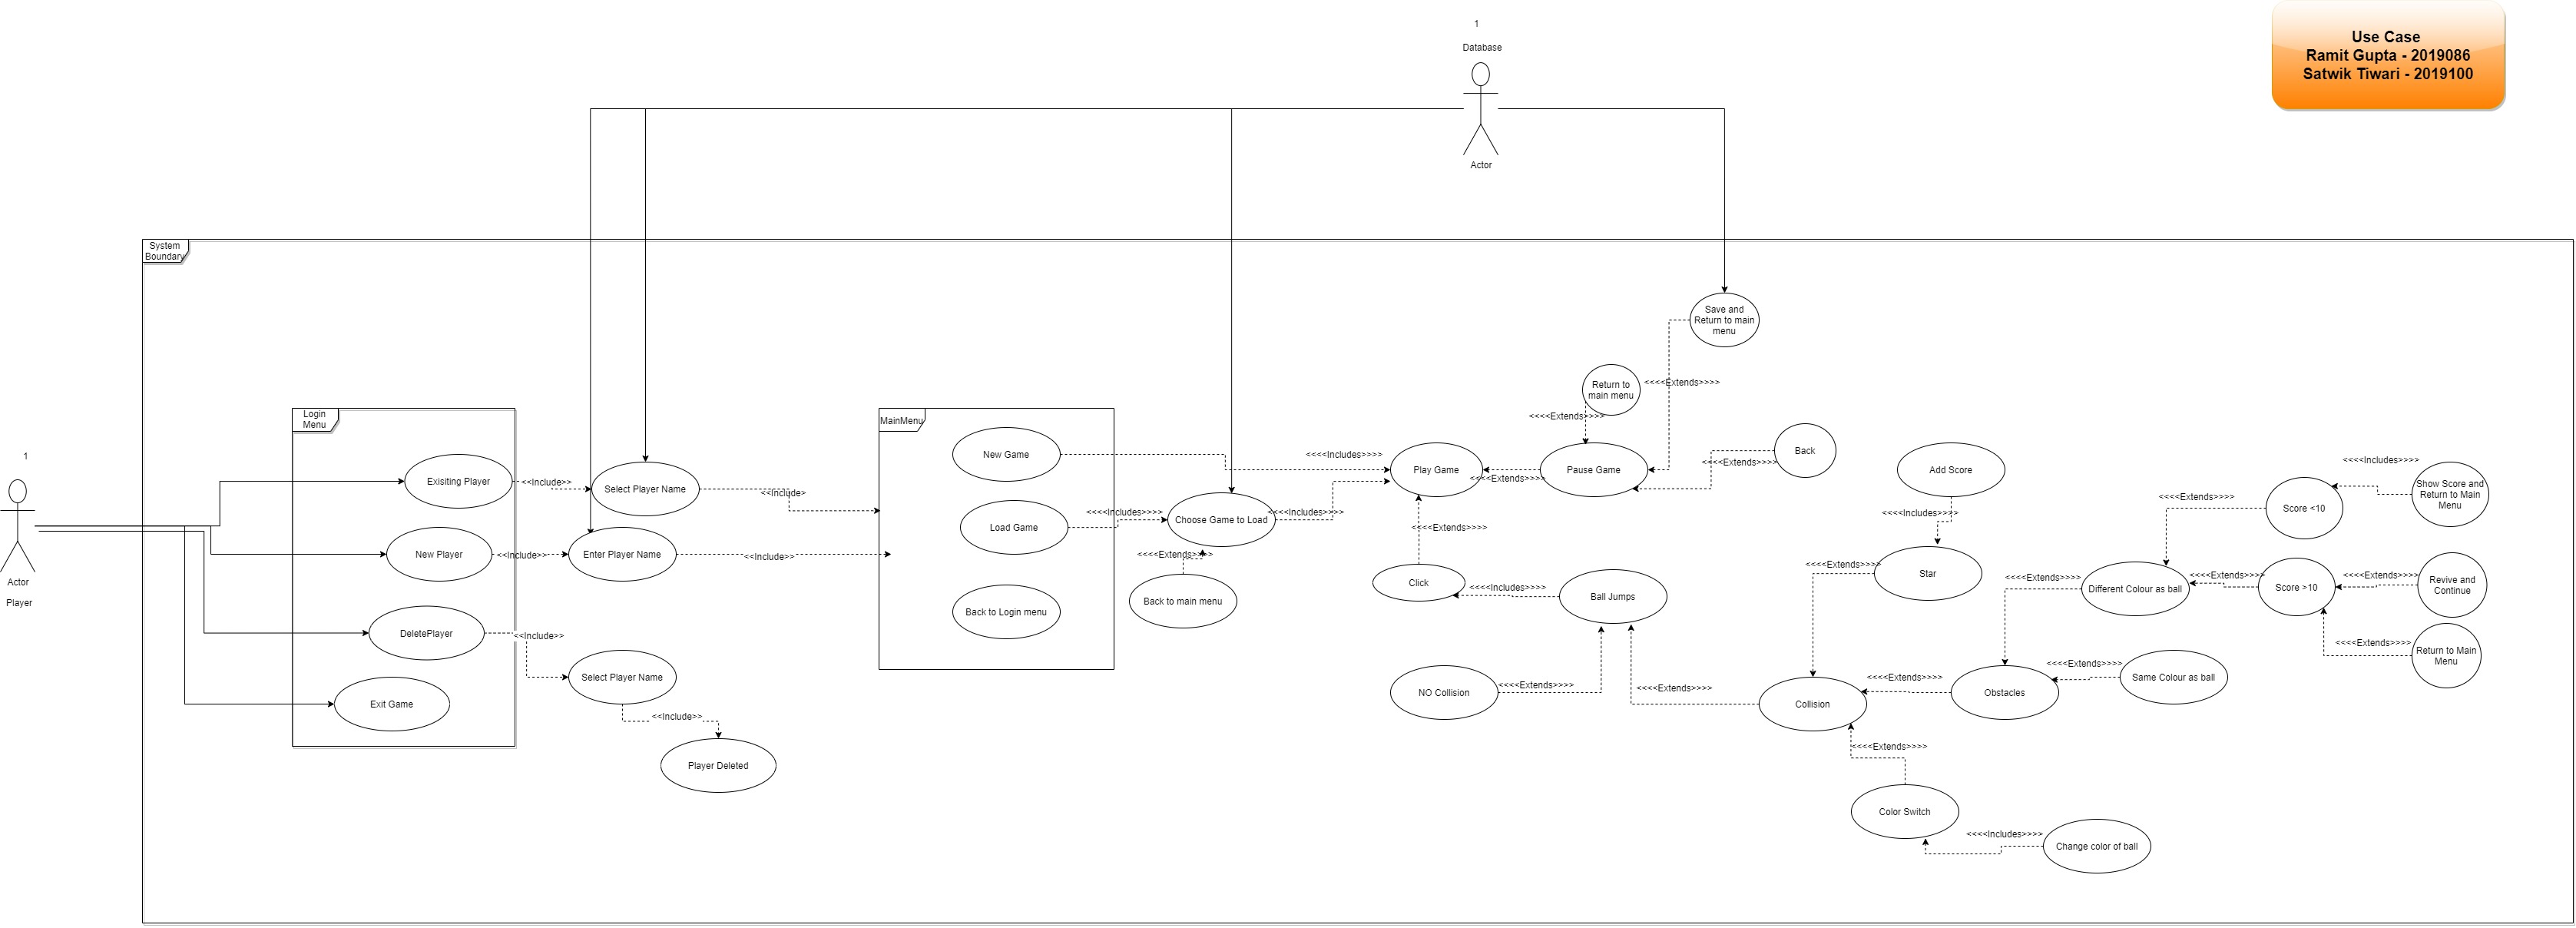 1
Database
Actor
Use Case
Ramit Gupta - 2019086
Satwik Tiwari - 2019100
System
Boundary
1
Actor
Player
Login
Menu
Exisiting Player
New Player
DeletePlayer
Exit Game
<<Include>>
<<Include>>
<<Include>>
Select Player Name
Enter Player Name
Select Player Name
<<Include>>
Player Deleted
<<Include>
<<Include>>
MainMenu
New Game
Load Game
Back to Login menu
<<<<Includes>>>>
<<<<Includes>>>>
Choose Game to Load
<<<<Includes>>>>
<<<<Extends>>>>
Back to main menu
Play Game
<<<<Extends>>>>
Pause Game
Return to
main menu
<<<<Extends>>>>
Save and
Return to main
menu
<<<<Extends>>>>
Back
<<<<Extends>>>>
<<<<Extends>>>>
Click
<<<<Includes>>>>
Ball Jumps
NO Collision
<<<<Extends>>>>
<<<<Extends>>>>
Collision
Add Score
<<<<Includes>>>>
Star
<<<<Extends>>>>
<<<<Extends>>>>
Obstacles
<<<<Extends>>>>
Same Colour as ball
<<<<Extends>>>>
Different Colour as ball
<<<<Extends>>>>
Score <10
<<<<Includes>>>>
Show Score and
Return to Main
Menu
<<<<Extends>>>>
Score >10
<<<<Extends>>>>
Revive and
Continue
<<<<Extends>>>>
Return to Main
Menu
<<<<Extends>>>>
Color Switch
<<<<Includes>>>>
Change color of ball